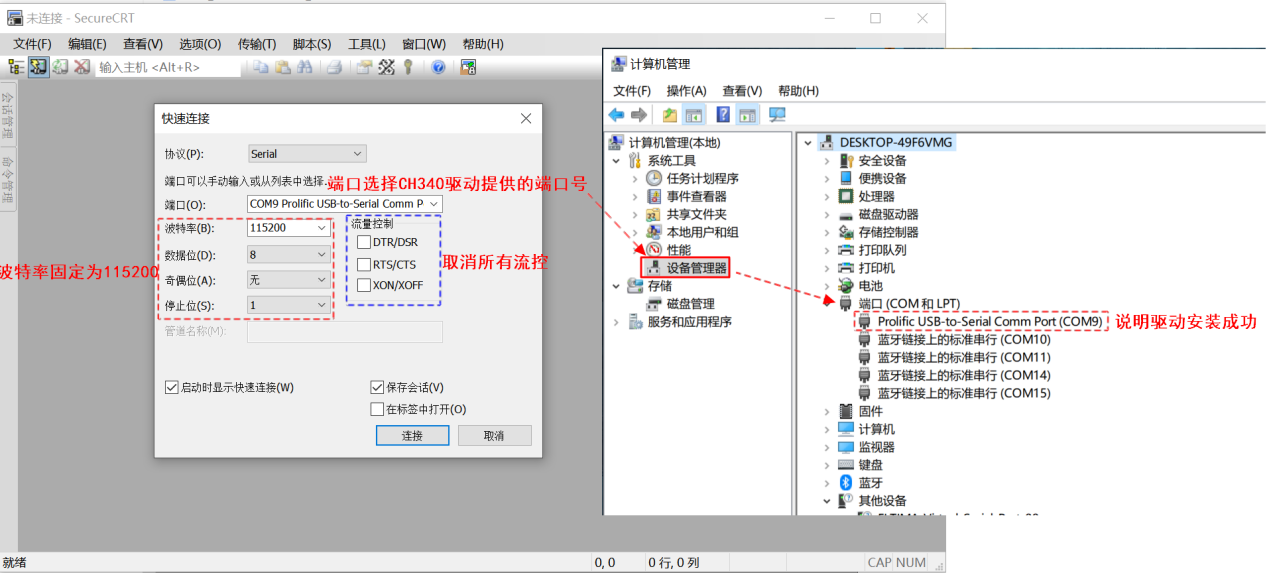 未连接 - SecureCRT
文件(F) 编辑(E) 查看(V) 选项(O) 传输(T) 脚本(S) 工具(L) 窗口(W) 帮助(H)
输入主机 <Alt+R>
会话管理
命令管理
快速连接
协议(P): Serial
端口可以手动输入或从列表中选择.
端口选择CH340驱动提供的端口号
端口(O): COM9 Prolific USB-to-Serial Comm P
波特率(B): 115200
数据位(D): 8
奇偶位(A): 无
停止位(S): 1
管道名称(M):
流量控制
DTR/DSR
RTS/CTS
XON/XOFF
波特率固定为115200
取消所有流控
启动时显示快速连接(W)
保存会话(V)
在标签中打开(O)
连接 取消
就绪
0, 0 0 行, 0 列 CAP NUM
计算机管理
文件(F) 操作(A) 查看(V) 帮助(H)
计算机管理(本地)
系统工具
任务计划程序
事件查看器
共享文件夹
本地用户和组
性能
设备管理器
存储
磁盘管理
服务和应用程序
DESKTOP-49F6VMG
安全设备
便携设备
处理器
磁盘驱动器
存储控制器
打印队列
打印机
电池
端口 (COM 和 LPT)
Prolific USB-to-Serial Comm Port (COM9)
说明驱动安装成功
蓝牙链接上的标准串行 (COM10)
蓝牙链接上的标准串行 (COM11)
蓝牙链接上的标准串行 (COM14)
蓝牙链接上的标准串行 (COM15)
固件
计算机
监视器
键盘
蓝牙
其他设备